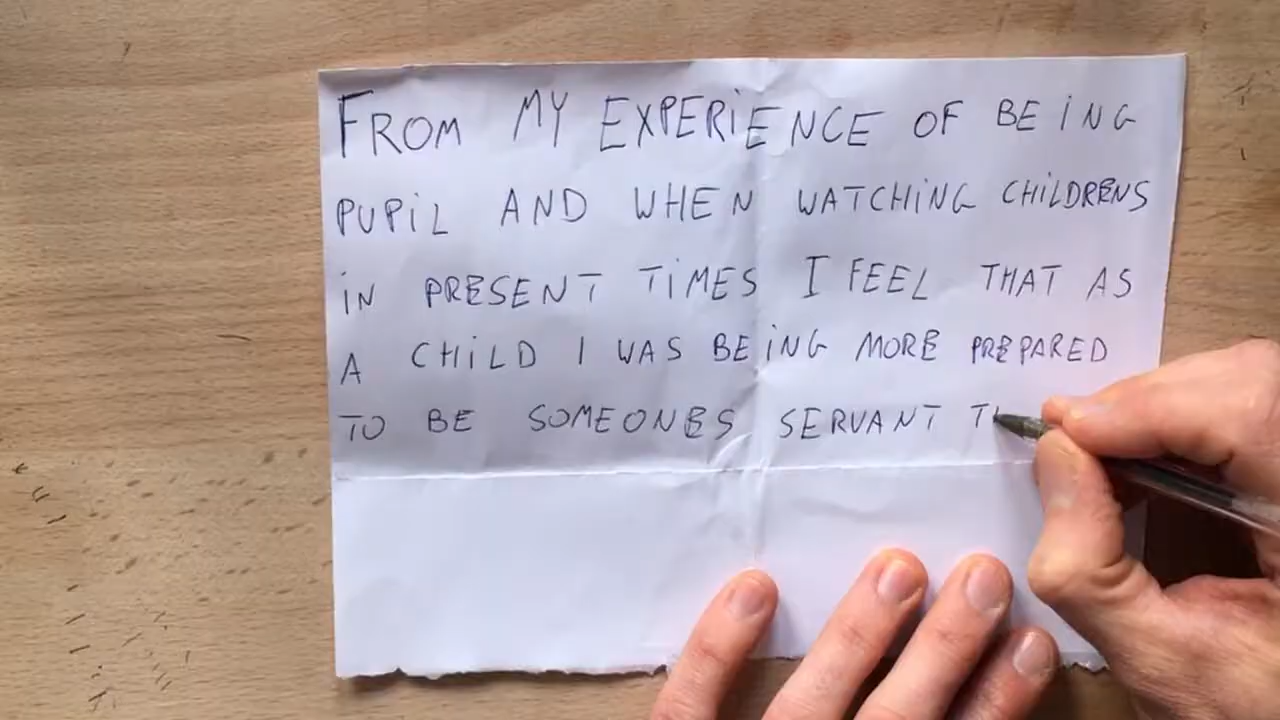 FROM MY EXPERIENCE OF BEING
PUPIL AND WHEN WATCHING CHILDRENS
IN PRESENT TIMES I FEEL THAT AS
A CHILD I WAS BEING MORE PREPARED
TO BE SOMEONES SERVANT